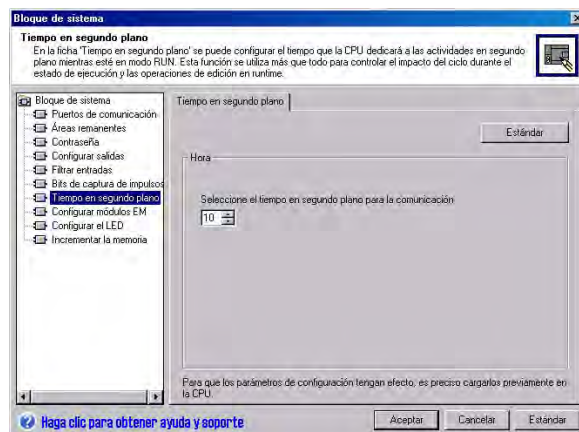 Bloque de sistema
Tiempo en segundo plano
En la ficha 'Tiempo en segundo plano' se puede configurar el tiempo que la CPU dedicará a las actividades en segundo
plano mientras esté en modo RUN. Esta función se utiliza más que todo para controlar el impacto del ciclo durante el
estado de ejecución y las operaciones de edición en runtime.
Bloque de sistema
Puertos de comunicación
Áreas remanentes
Contraseña
Configurar salidas
Filtrar entradas
Bits de captura de impulsos
Tiempo en segundo plano
Configurar módulos EM
Configurar el LED
Incrementar la memoria
Tiempo en segundo plano
Estándar
Hora
Seleccione el tiempo en segundo plano para la comunicación
10
Para que los parámetros de configuración tengan efecto, es preciso cargarlos previamente en
la CPU.
Haga clic para obtener ayuda y soporte
Aceptar
Cancelar
Estándar